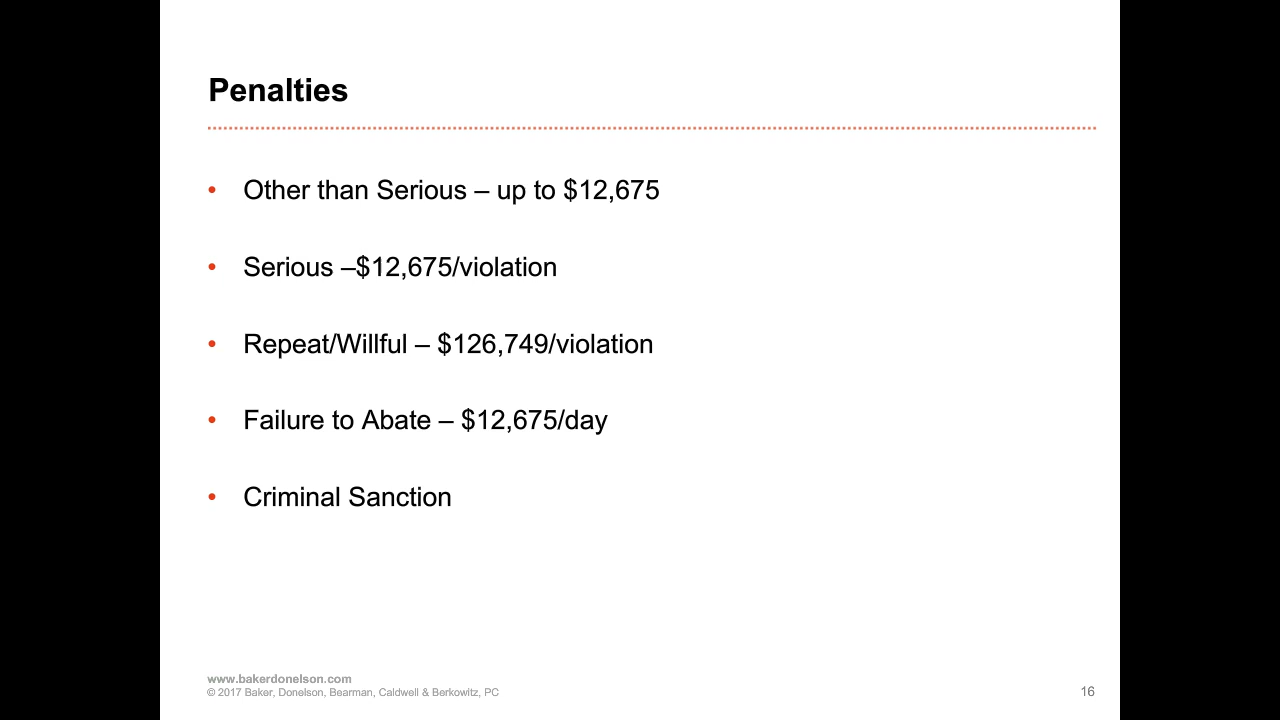 Penalties
• Other than Serious – up to $12,675
• Serious –$12,675/violation
• Repeat/Willful – $126,749/violation
• Failure to Abate – $12,675/day
• Criminal Sanction
www.bakerdonelson.com
© 2017 Baker, Donelson, Bearman, Caldwell & Berkowitz, PC
16